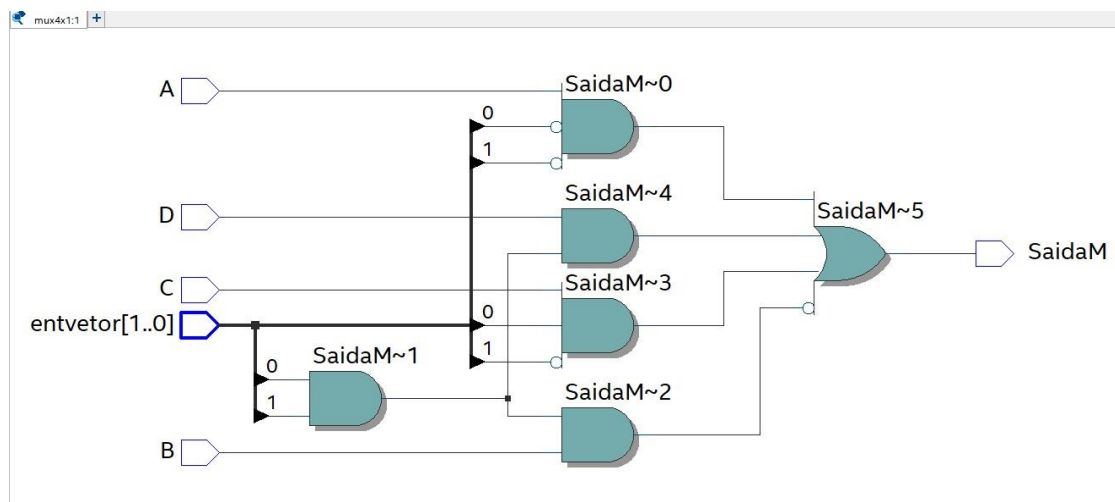 mux4x1:1
A
SaidaM~0
0
1
D
SaidaM~4
SaidaM~5
SaidaM
C
SaidaM~3
entvetor[1..0]
0
1
SaidaM~1
0
1
SaidaM~2
B